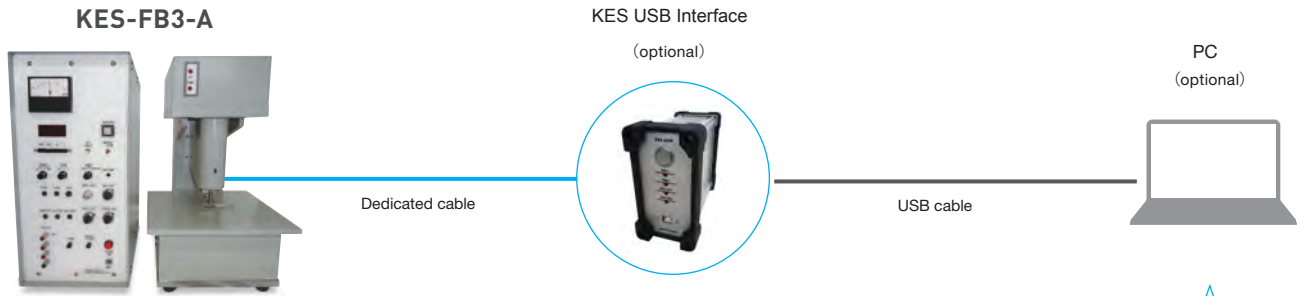 KES-FB3-A
KES USB Interface
（optional）
PC
（optional）
Dedicated cable
USB cable